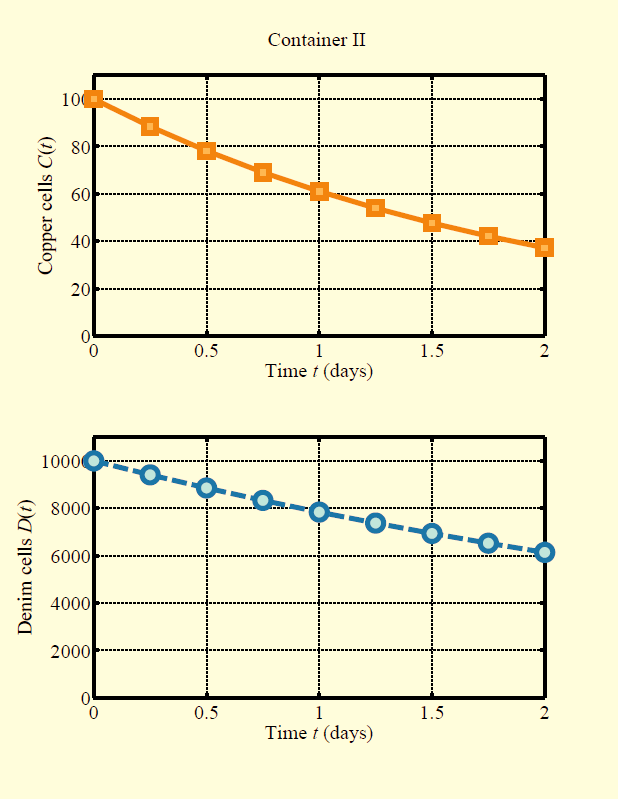 Container II
Copper cells C(t)
100
80
60
40
20
0
0 0.5 1 1.5 2
Time t (days)
Denim cells D(t)
10000
8000
6000
4000
2000
0
0 0.5 1 1.5 2
Time t (days)